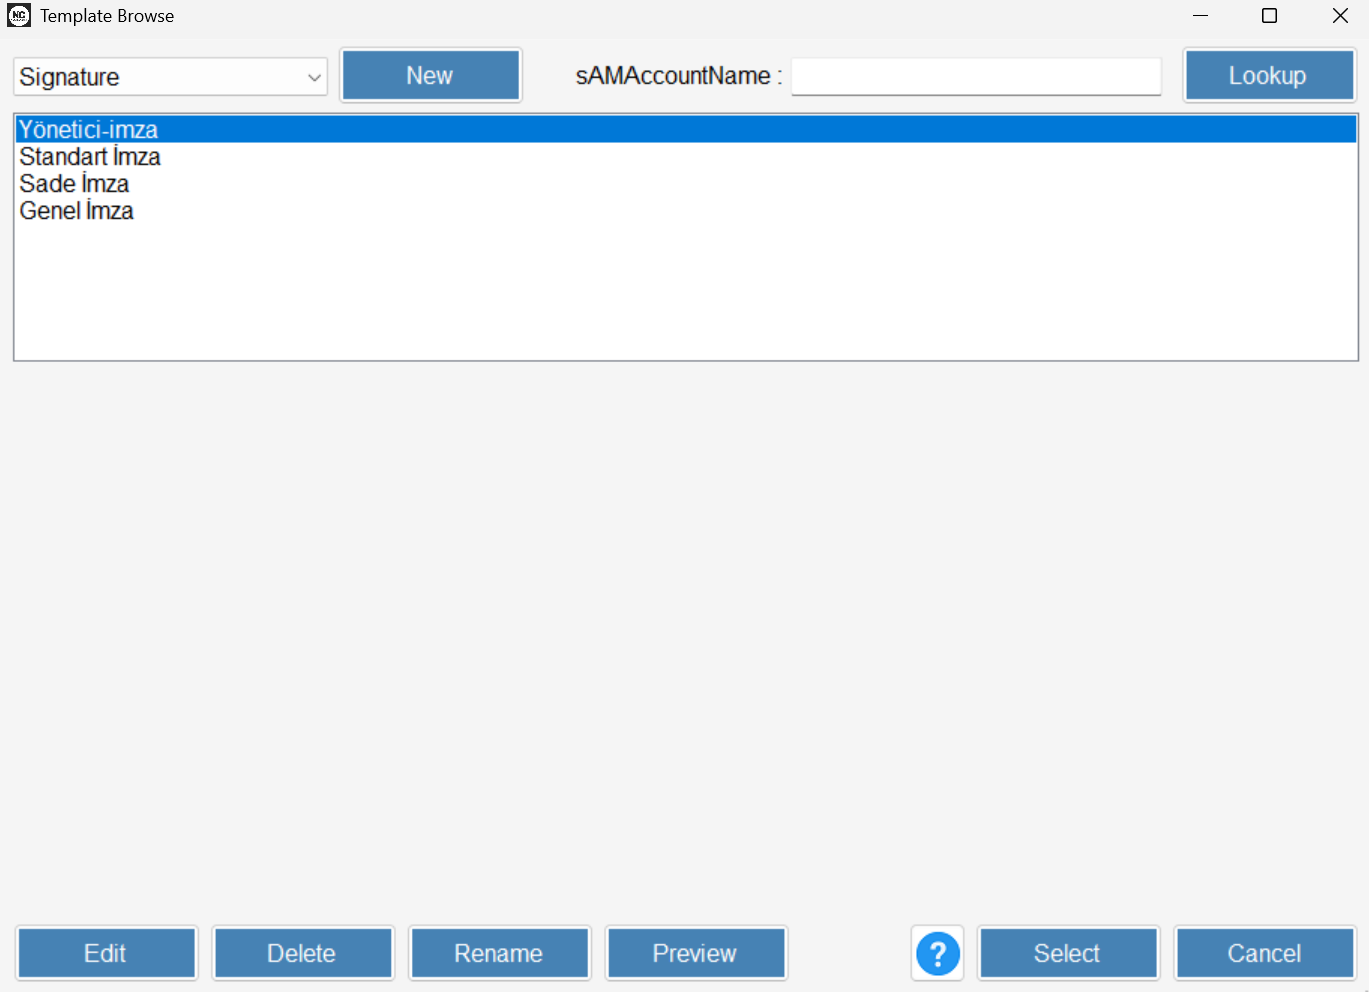 Template Browse
Signature
New
sAMAccountName :
Lookup
Yönetici-imza
Standart İmza
Sade İmza
Genel İmza
Edit
Delete
Rename
Preview
?
Select
Cancel